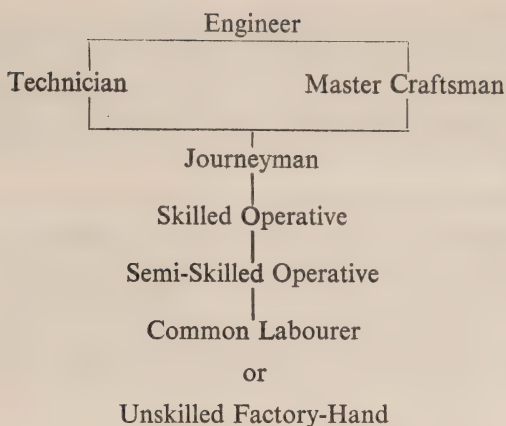 Engineer
Technician Master Craftsman
Journeyman
Skilled Operative
Semi-Skilled Operative
Common Labourer
or
Unskilled Factory-Hand